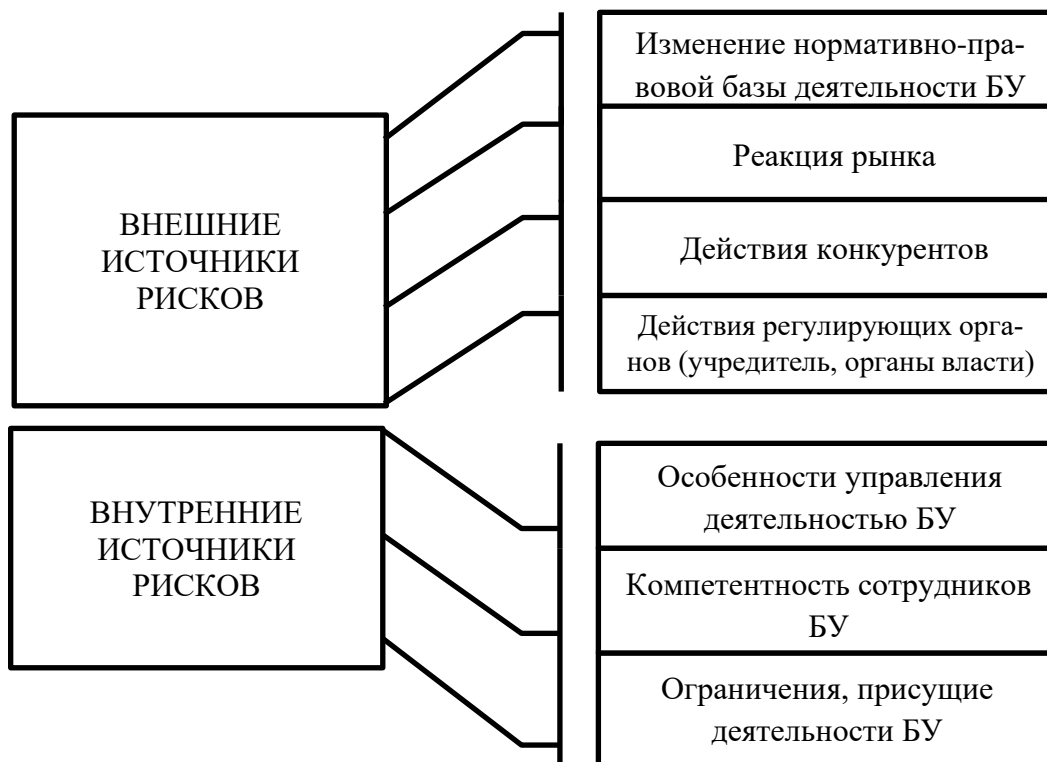 ВНЕШНИЕ
ИСТОЧНИКИ
РИСКОВ
Изменение нормативно-пра-
вовой базы деятельности БУ
Реакция рынка
Действия конкурентов
Действия регулирующих орга-
нов (учредитель, органы власти)
ВНУТРЕННИЕ
ИСТОЧНИКИ
РИСКОВ
Особенности управления
деятельностью БУ
Компетентность сотрудников
БУ
Ограничения, присущие
деятельности БУ